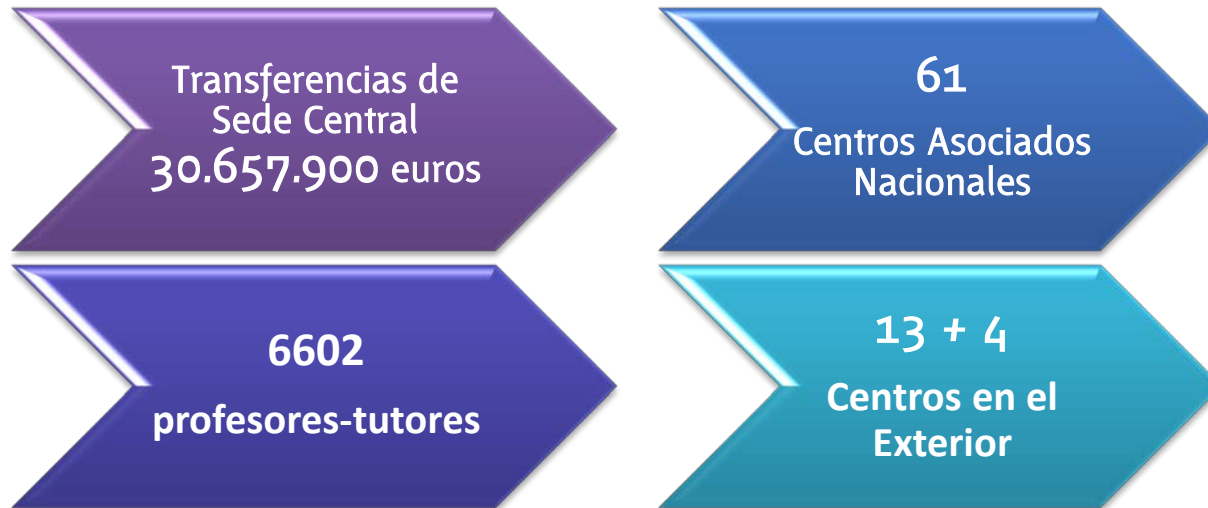 Transferencias de
Sede Central
30.657.900 euros
61
Centros Asociados
Nacionales
6602
profesores-tutores
13 + 4
Centros en el
Exterior